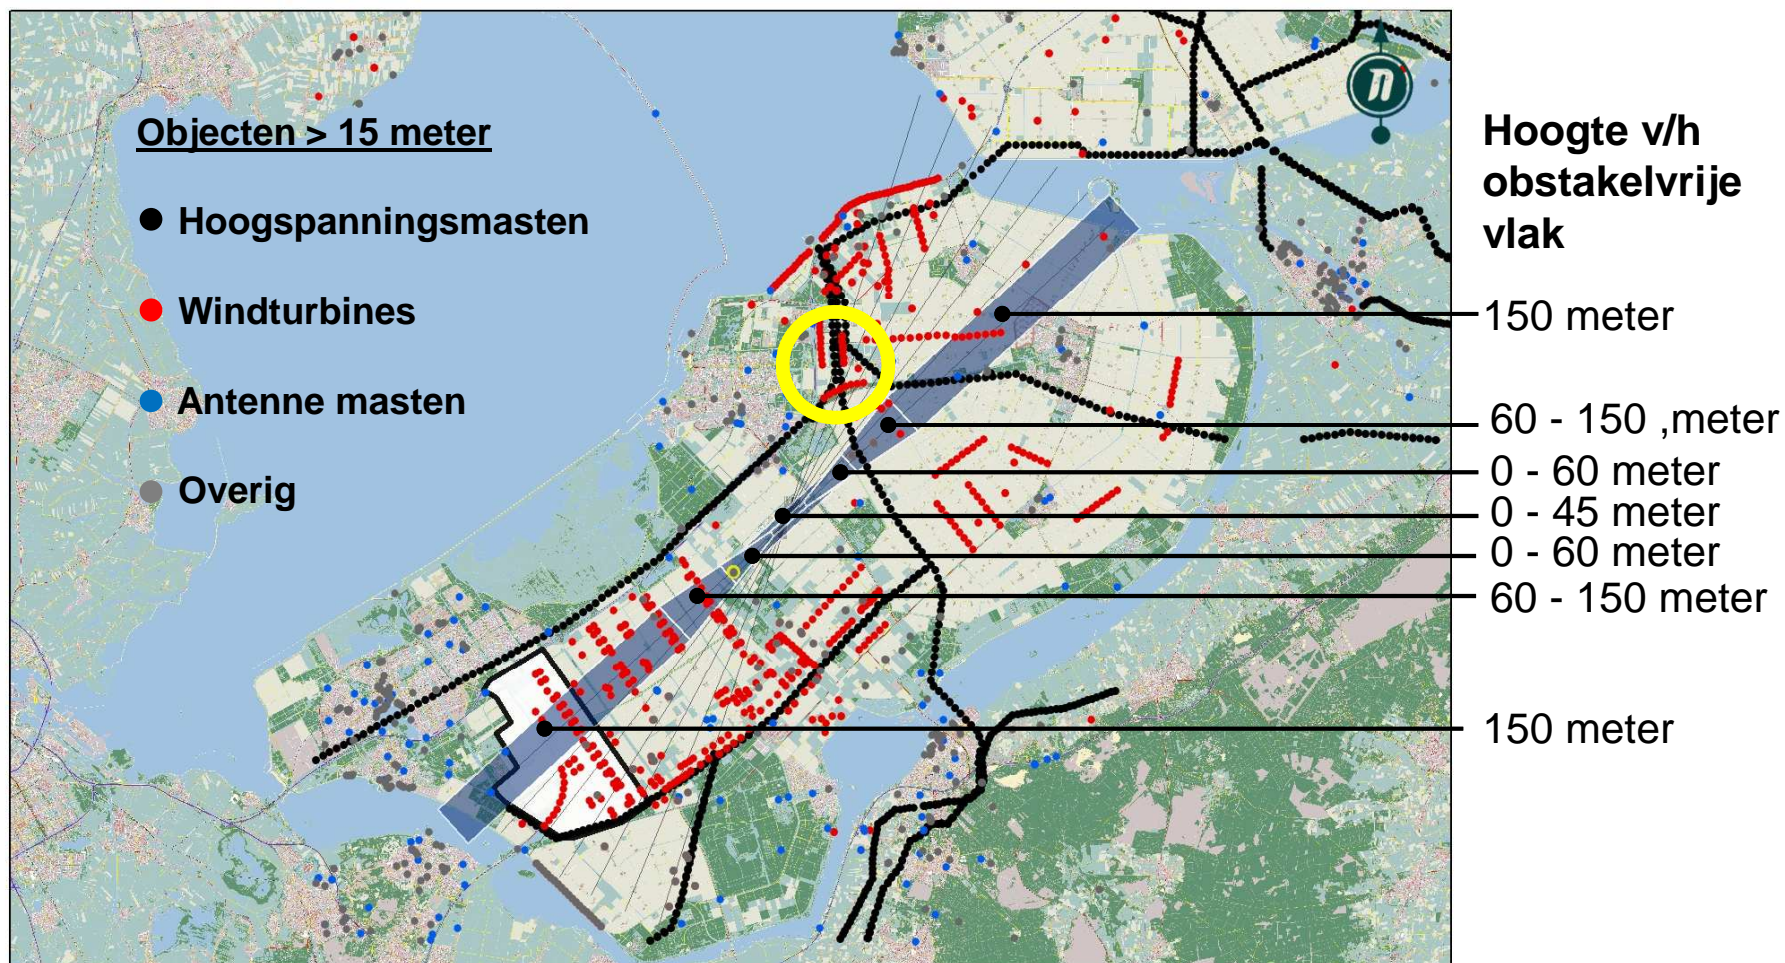 Objecten > 15 meter
Hoogspanningsmasten
Windturbines
Antenne masten
Overig
n
Hoogte v/h
obstakelvrije
vlak
150 meter
60 - 150 ,meter
0 - 60 meter
0 - 45 meter
0 - 60 meter
60 - 150 meter
150 meter